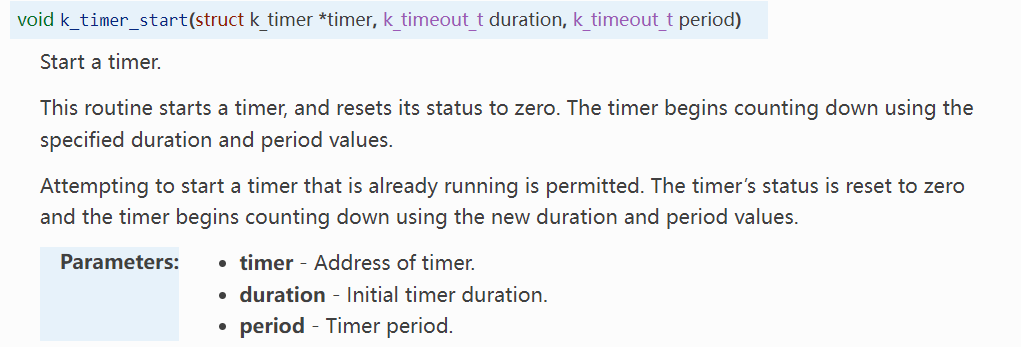 void k_timer_start(struct k_timer *timer, k_timeout_t duration, k_timeout_t period)
Start a timer.
This routine starts a timer, and resets its status to zero. The timer begins counting down using the
specified duration and period values.
Attempting to start a timer that is already running is permitted. The timer’s status is reset to zero
and the timer begins counting down using the new duration and period values.
Parameters: • timer - Address of timer.
• duration - Initial timer duration.
• period - Timer period.